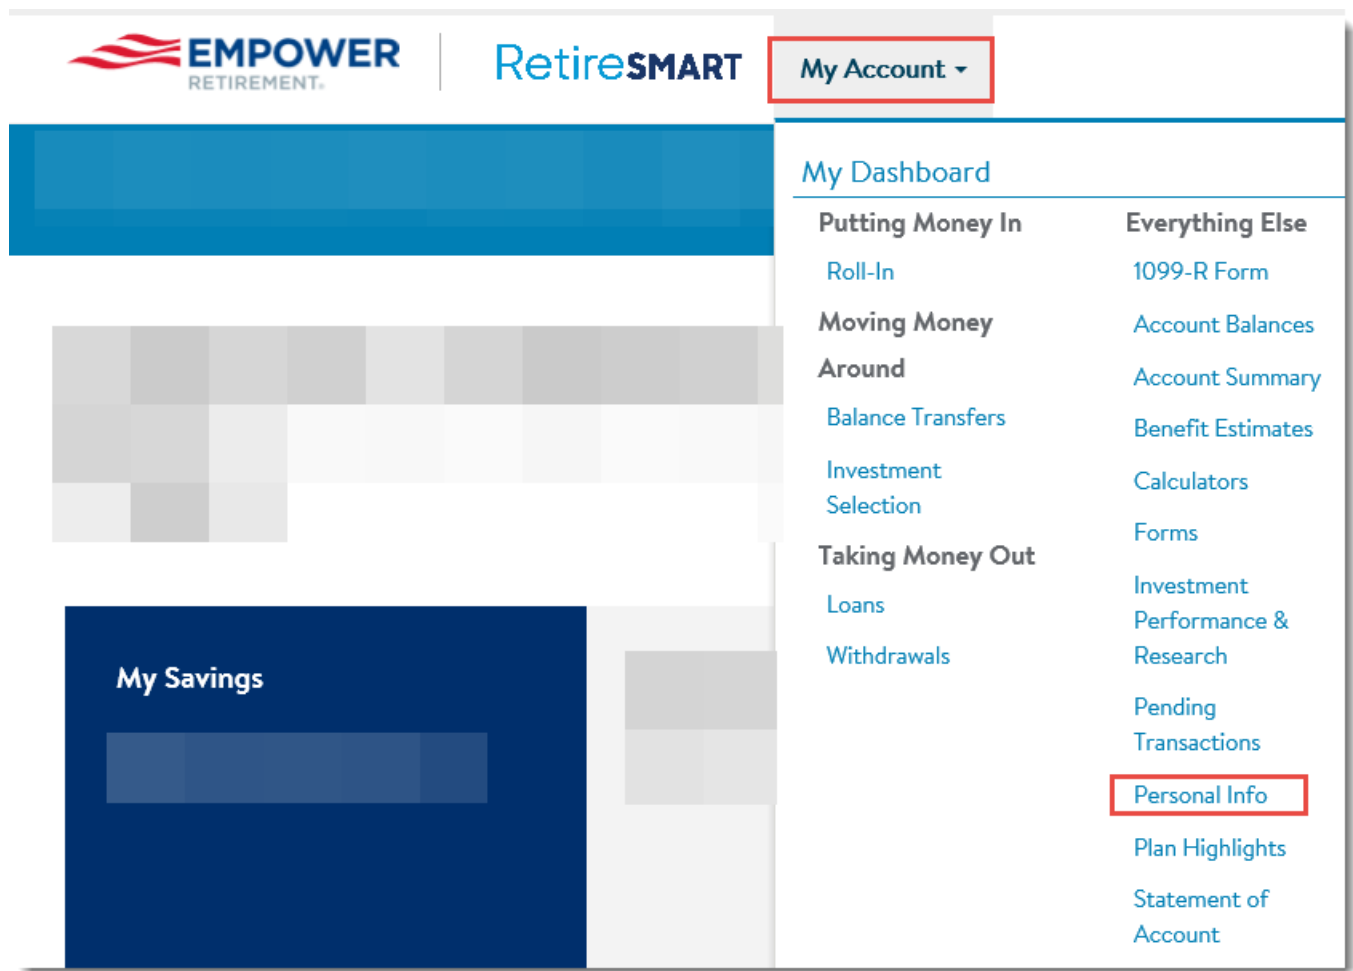 EMPOWER
RETIREMENT.
RetireSMART
My Account
My Dashboard
Putting Money In
Roll-In
Moving Money
Around
Balance Transfers
Investment
Selection
Taking Money Out
Loans
Withdrawals
Everything Else
1099-R Form
Account Balances
Account Summary
Benefit Estimates
Calculators
Forms
Investment
Performance &
Research
Pending
Transactions
Personal Info
Plan Highlights
Statement of
Account
My Savings